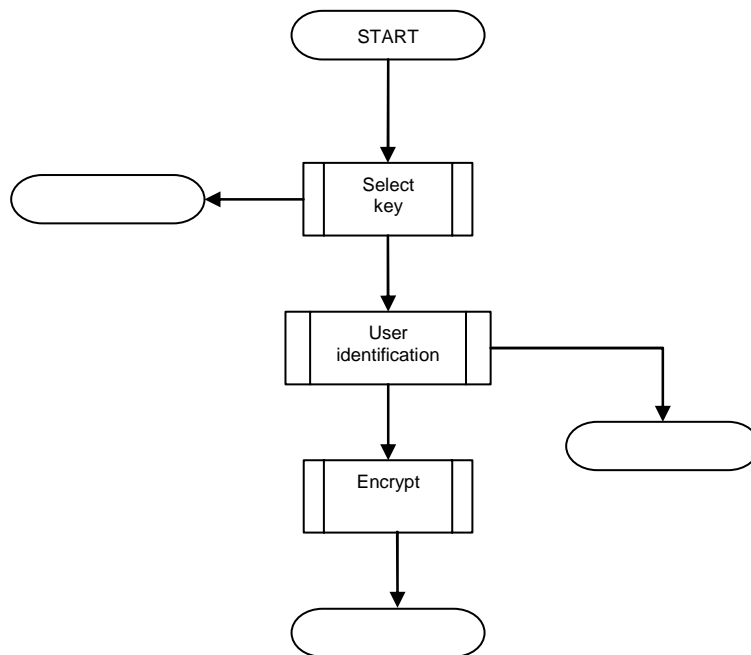 START
Select
key
User
identification
Encrypt